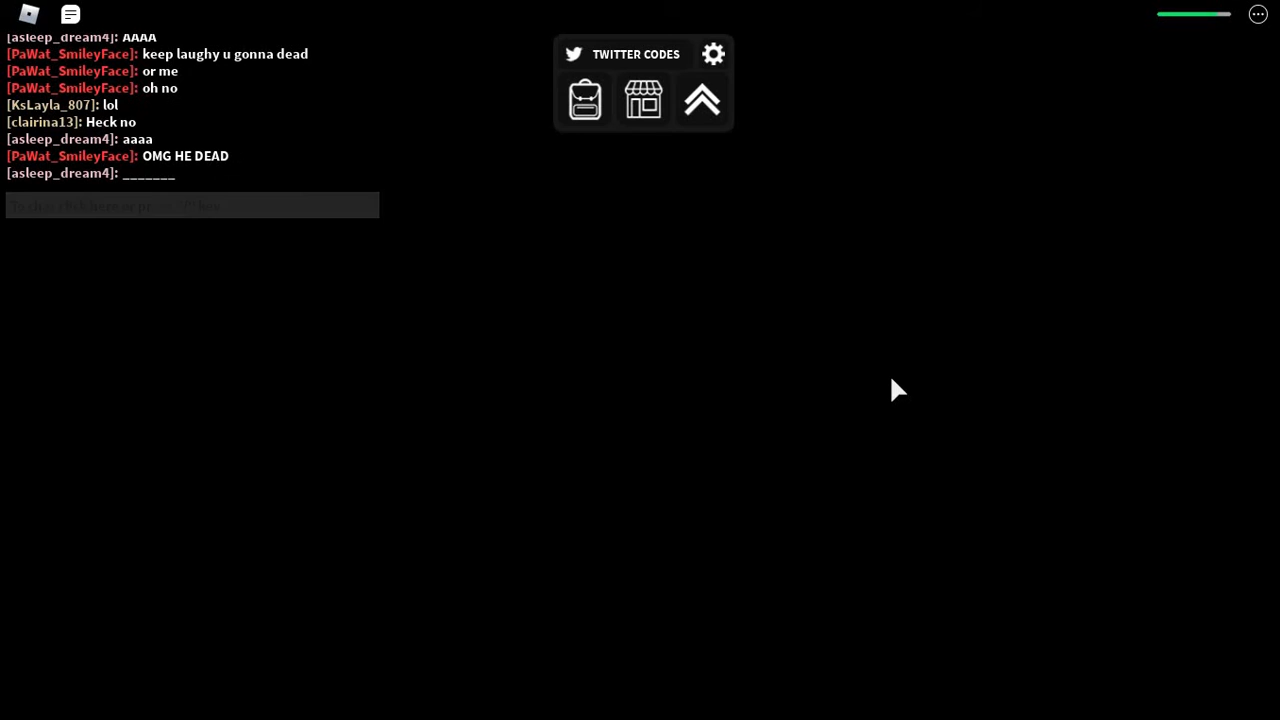 [asleep_dream4]: AAAA
TWITTER CODES
[PaWat_SmileyFace]: keep laughy u gonna dead
[PaWat_SmileyFace]: or me
[PaWat_SmileyFace]: oh no
[KsLayla_807]: lol
[clairina13]: Heck no
[asleep_dream4]: aaaa
[PaWat_SmileyFace]: OMG HE DEAD
[asleep_dream4]: _______